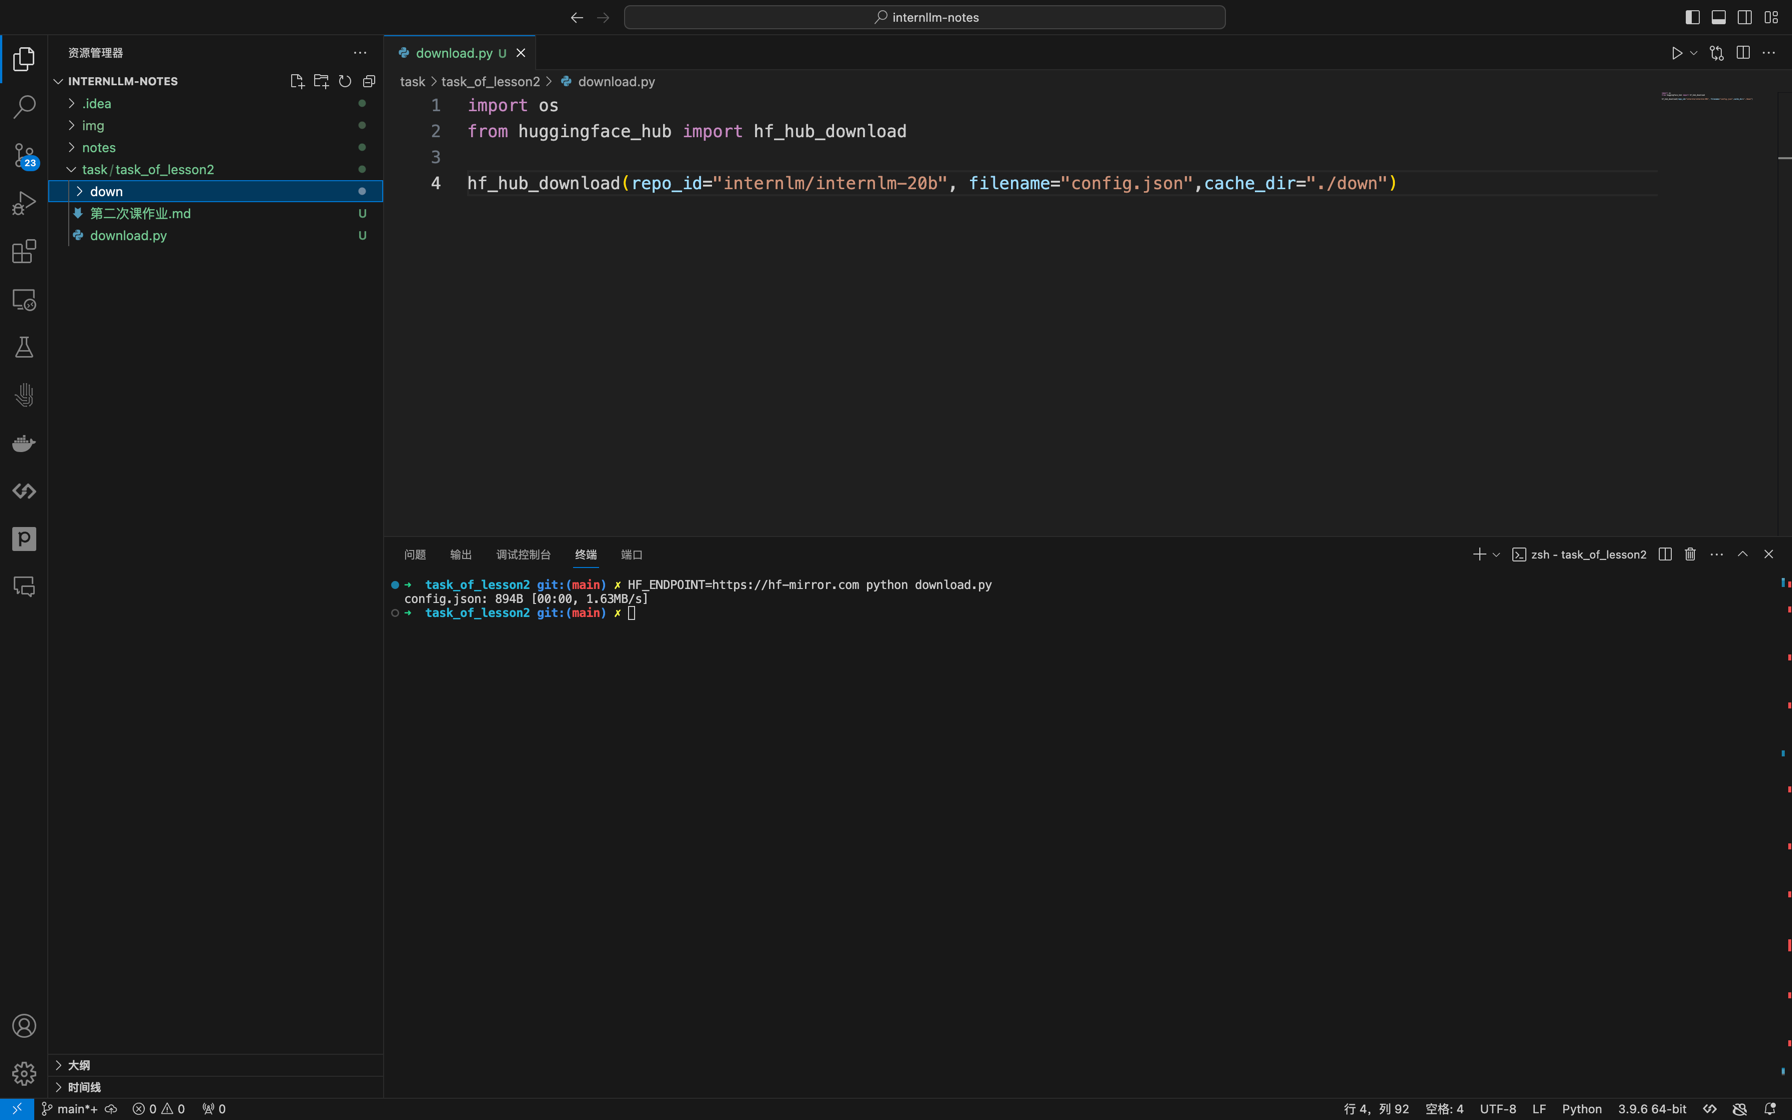 internllm-notes
资源管理器
INTERNLLM-NOTES
.idea
img
notes
task/task_of_lesson2
down
第二次课作业.md U
download.py U
大纲
时间线
23
download.py U
task > task_of_lesson2 > download.py
1 import os
2 from huggingface_hub import hf_hub_download
3
4 hf_hub_download(repo_id="internlm/internlm-20b", filename="config.json",cache_dir="./down")
问题 输出 调试控制台 终端 端口
zsh - task_of_lesson2
➜ task_of_lesson2 git:(main) ✗ HF_ENDPOINT=https://hf-mirror.com python download.py
config.json: 894B [00:00, 1.63MB/s]
➜ task_of_lesson2 git:(main) ✗
main*+ 0 0 0
行 4，列 92 空格: 4 UTF-8 LF Python 3.9.6 64-bit